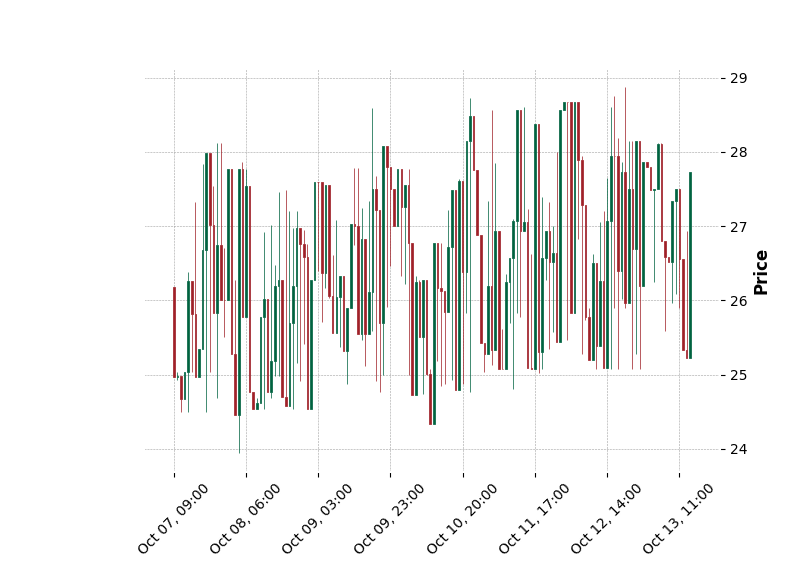 29
28
27
26
25
24
Price
Oct 07, 09:00
Oct 08, 06:00
Oct 09, 03:00
Oct 09, 23:00
Oct 10, 20:00
Oct 11, 17:00
Oct 12, 14:00
Oct 13, 11:00